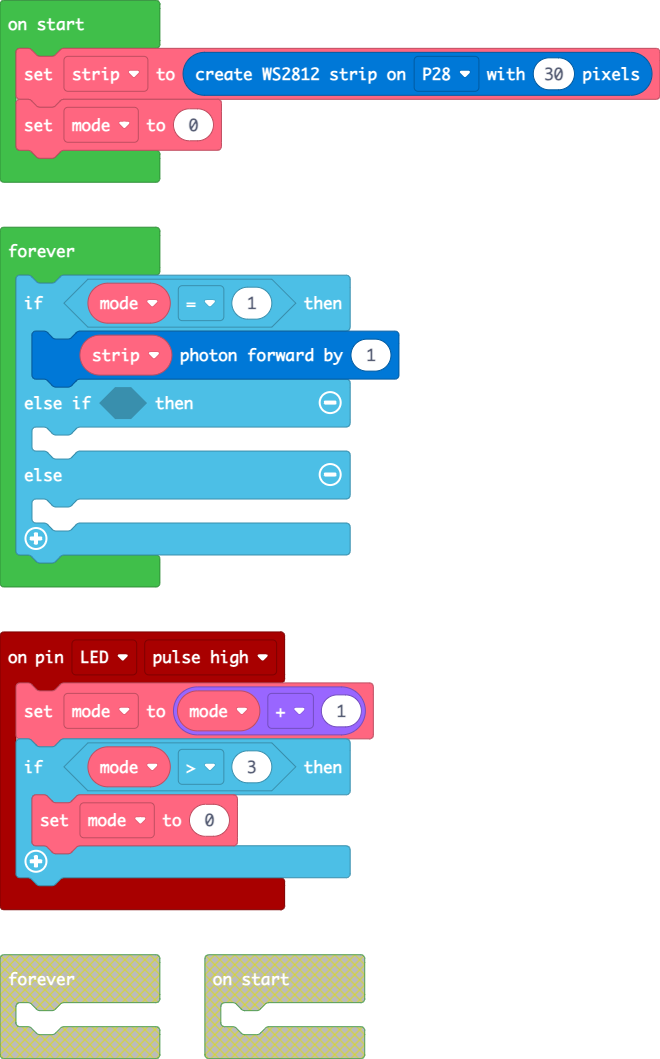 on start
set strip to create WS2812 strip on P28 with 30 pixels
set mode to 0
forever
if mode = 1 then
strip photon forward by 1
else if then
else
on pin LED pulse high
set mode to mode + 1
if mode > 3 then
set mode to 0
forever on start